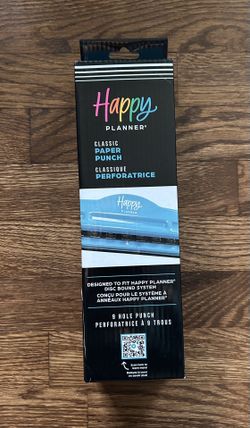 Happy
PLANNER®
CLASSIC
PAPER
PUNCH
CLASSIQUE
PERFORATRICE
Happy
PLANNER
DESIGNED TO FIT HAPPY PLANNER®
DISC BOUND SYSTEM
CONÇU POUR LE SYSTÈME À
ANNEAUX HAPPY PLANNER®
9 HOLE PUNCH
PERFORATRICE À 9 TROUS